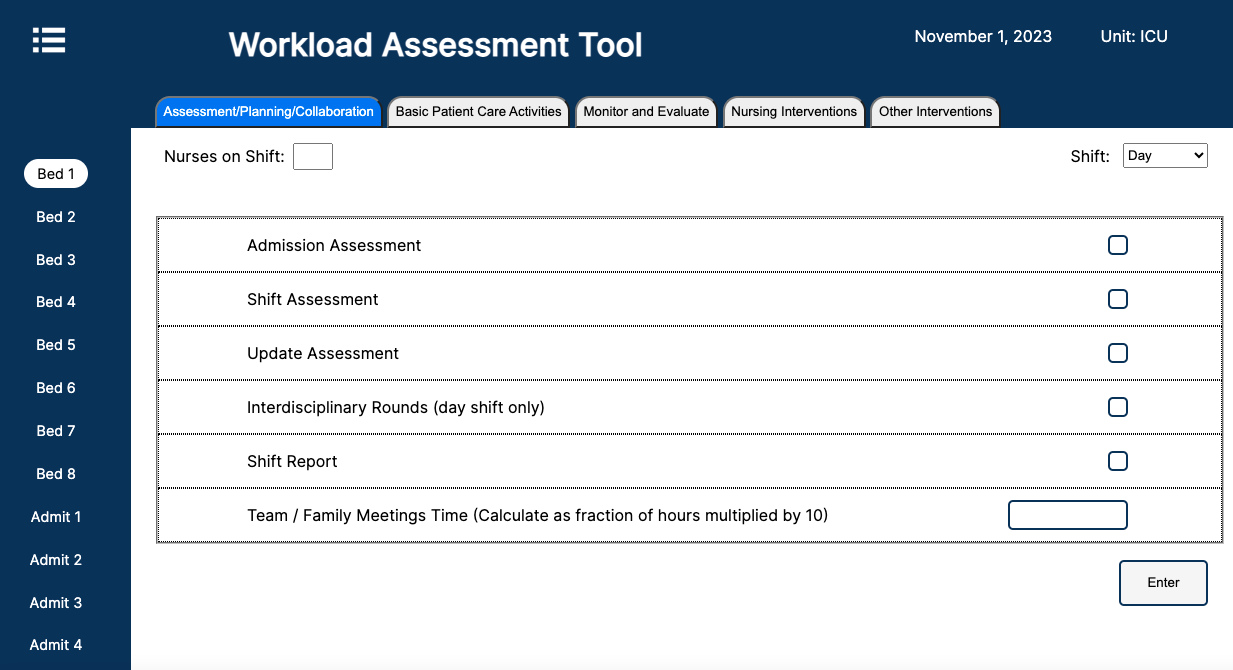 Workload Assessment Tool
November 1, 2023
Unit: ICU
Assessment/Planning/Collaboration
Basic Patient Care Activities
Monitor and Evaluate
Nursing Interventions
Other Interventions
Bed 1
Bed 2
Bed 3
Bed 4
Bed 5
Bed 6
Bed 7
Bed 8
Admit 1
Admit 2
Admit 3
Admit 4
Nurses on Shift:
Shift: Day
Admission Assessment
Shift Assessment
Update Assessment
Interdisciplinary Rounds (day shift only)
Shift Report
Team / Family Meetings Time (Calculate as fraction of hours multiplied by 10)
Enter